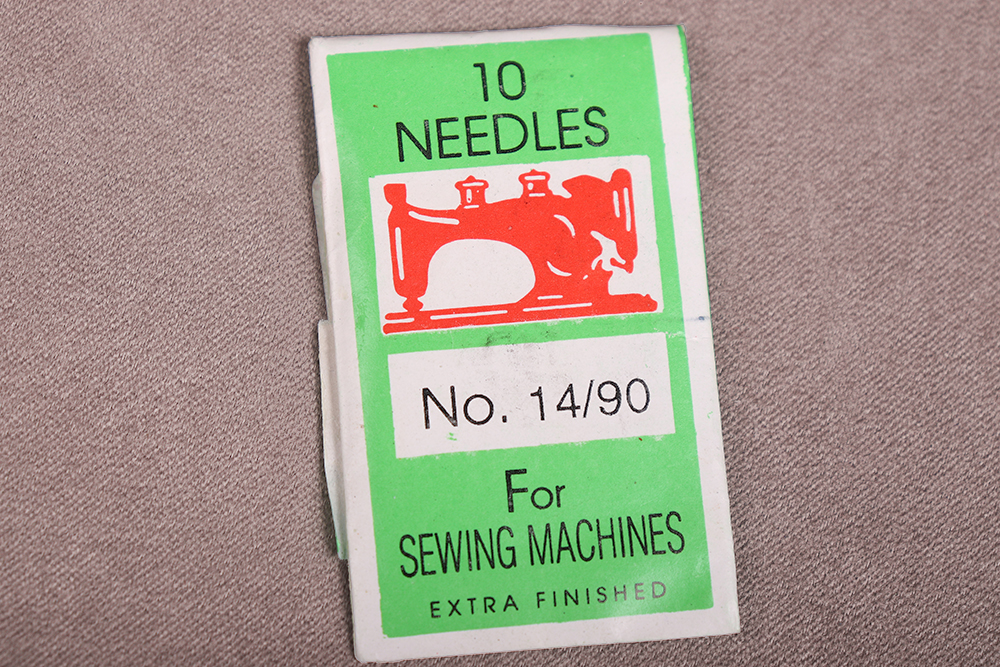 10
NEEDLES
No. 14/90
For
SEWING MACHINES
EXTRA FINISHED